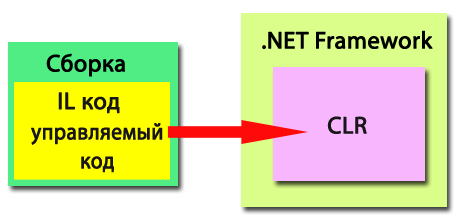 Сборка
IL код
управляемый
код
.NET Framework
CLR